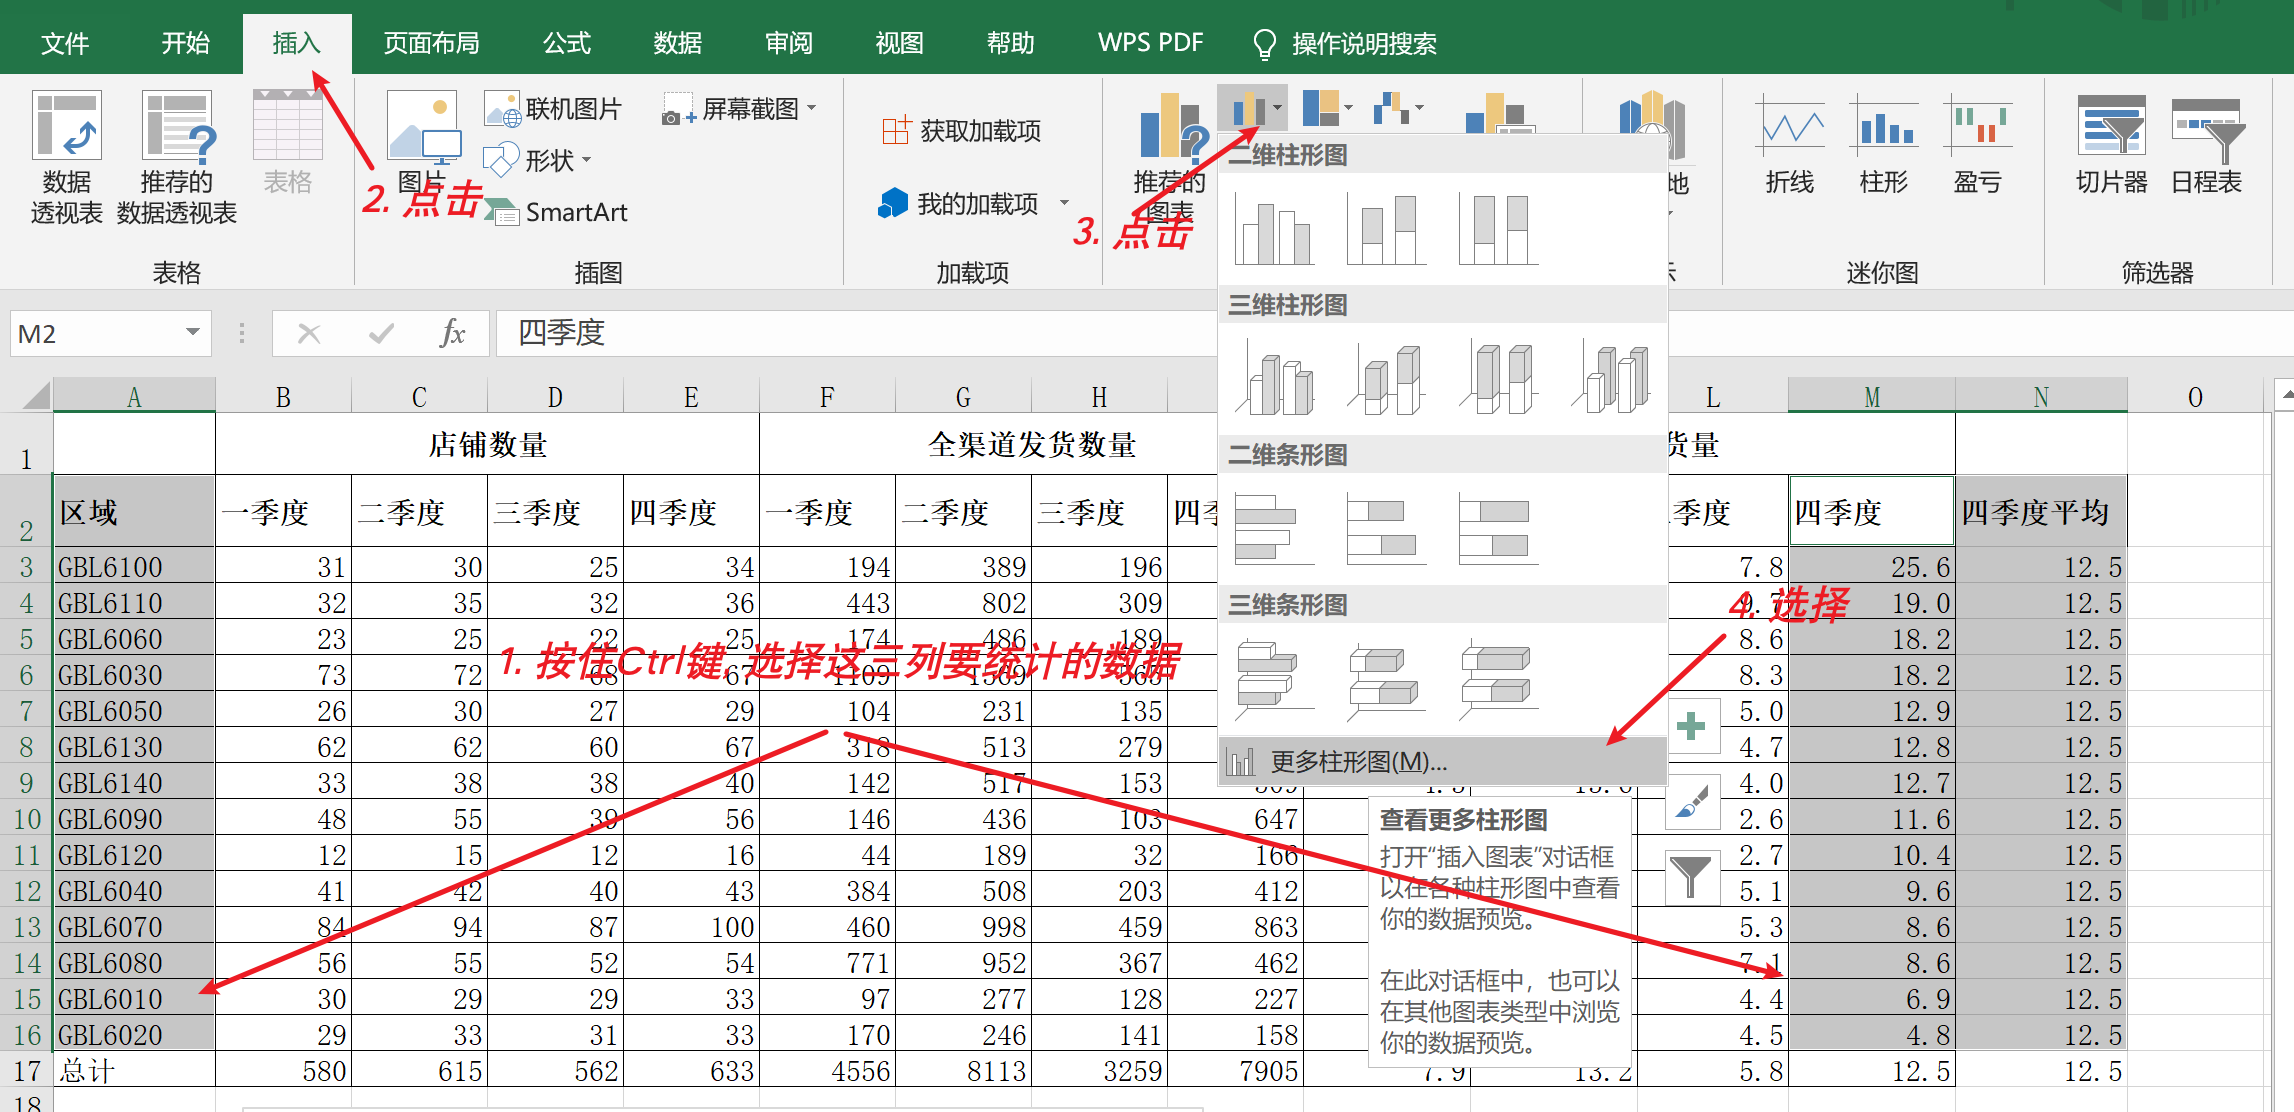 文件 开始 插入 页面布局 公式 数据 审阅 视图 帮助 WPS PDF 操作说明搜索
数据
透视表
推荐的
数据透视表
表格
表格
图片
联机图片
形状
SmartArt
屏幕截图
插图
获取加载项
我的加载项
加载项
推荐的
图表
地
折线 柱形 盈亏
迷你图
切片器 日程表
筛选器
2. 点击
3. 点击
M2 fx 四季度
二维柱形图
三维柱形图
二维条形图
三维条形图
更多柱形图(M)...
查看更多柱形图
打开“插入图表”对话框
以在各种柱形图中查看
你的数据预览。
在此对话框中，也可以
在其他图表类型中浏览
你的数据预览。
4. 选择
1. 按住Ctrl键, 选择这三列要统计的数据
A B C D E F G H L M N O
1 店铺数量 全渠道发货数量 货量
2 区域 一季度 二季度 三季度 四季度 一季度 二季度 三季度 四 季度 四季度 四季度平均
3 GBL6100 31 30 25 34 194 389 196 7.8 25.6 12.5
4 GBL6110 32 35 32 36 443 802 309 9.7 19.0 12.5
5 GBL6060 23 25 22 25 174 486 189 8.6 18.2 12.5
6 GBL6030 73 72 68 67 1109 1569 565 8.3 18.2 12.5
7 GBL6050 26 30 27 29 104 231 135 5.0 12.9 12.5
8 GBL6130 62 62 60 67 318 513 279 4.7 12.8 12.5
9 GBL6140 33 38 38 40 142 517 153 4.0 12.7 12.5
10 GBL6090 48 55 39 56 146 436 103 647 2.6 11.6 12.5
11 GBL6120 12 15 12 16 44 189 32 166 2.7 10.4 12.5
12 GBL6040 41 42 40 43 384 508 203 412 5.1 9.6 12.5
13 GBL6070 84 94 87 100 460 998 459 863 5.3 8.6 12.5
14 GBL6080 56 55 52 54 771 952 367 462 7.1 8.6 12.5
15 GBL6010 30 29 29 33 97 277 128 227 4.4 6.9 12.5
16 GBL6020 29 33 31 33 170 246 141 158 4.5 4.8 12.5
17 总计 580 615 562 633 4556 8113 3259 7905 7.9 13.2 5.8 12.5 12.5
18